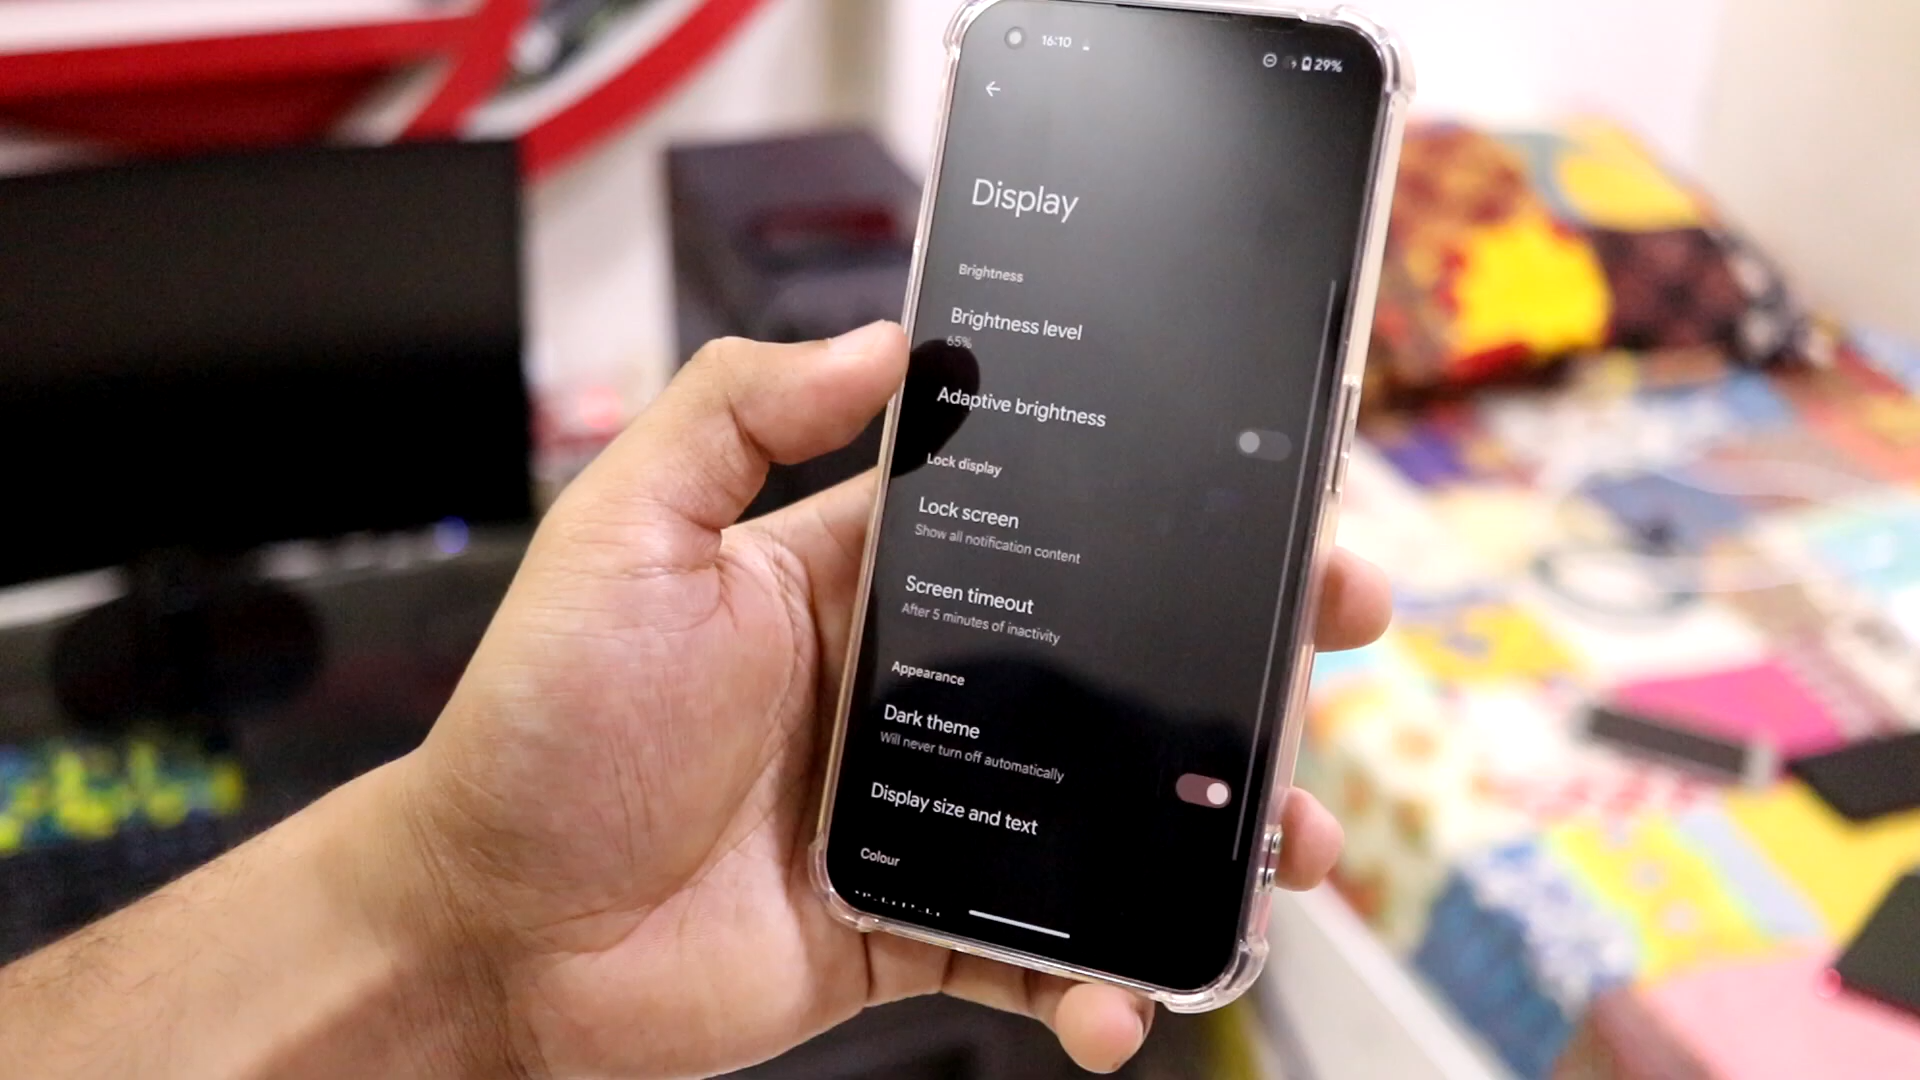 16:10
29%
Display
Brightness
Brightness level
65%
Adaptive brightness
Lock display
Lock screen
Show all notification content
Screen timeout
After 5 minutes of inactivity
Appearance
Dark theme
Will never turn off automatically
Display size and text
Colour